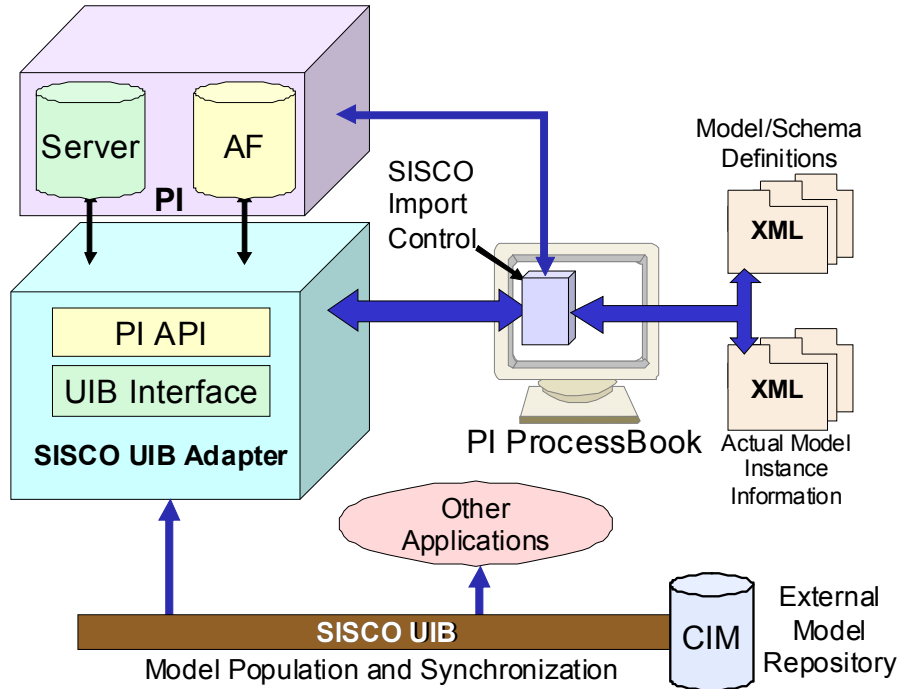 Server
AF
PI
SISCO
Import
Control
Model/Schema
Definitions
XML
PI API
UIB Interface
SISCO UIB Adapter
PI ProcessBook
XML
Actual Model
Instance
Information
Other
Applications
SISCO UIB
Model Population and Synchronization
CIM
External
Model
Repository